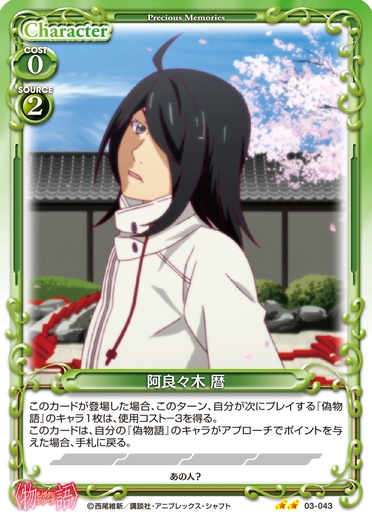 Precious Memories
Character
COST
0
SOURCE
2
阿良々木 暦
このカードが登場した場合、このターン、自分が次にプレイする『偽物
語』のキャラ1枚は、使用コスト－3を得る。
このカードは、自分の『偽物語』のキャラがアプローチでポイントを与
えた場合、手札に戻る。
あの人？
物語
©西尾維新／講談社・アニプレックス・シャフト
03-043